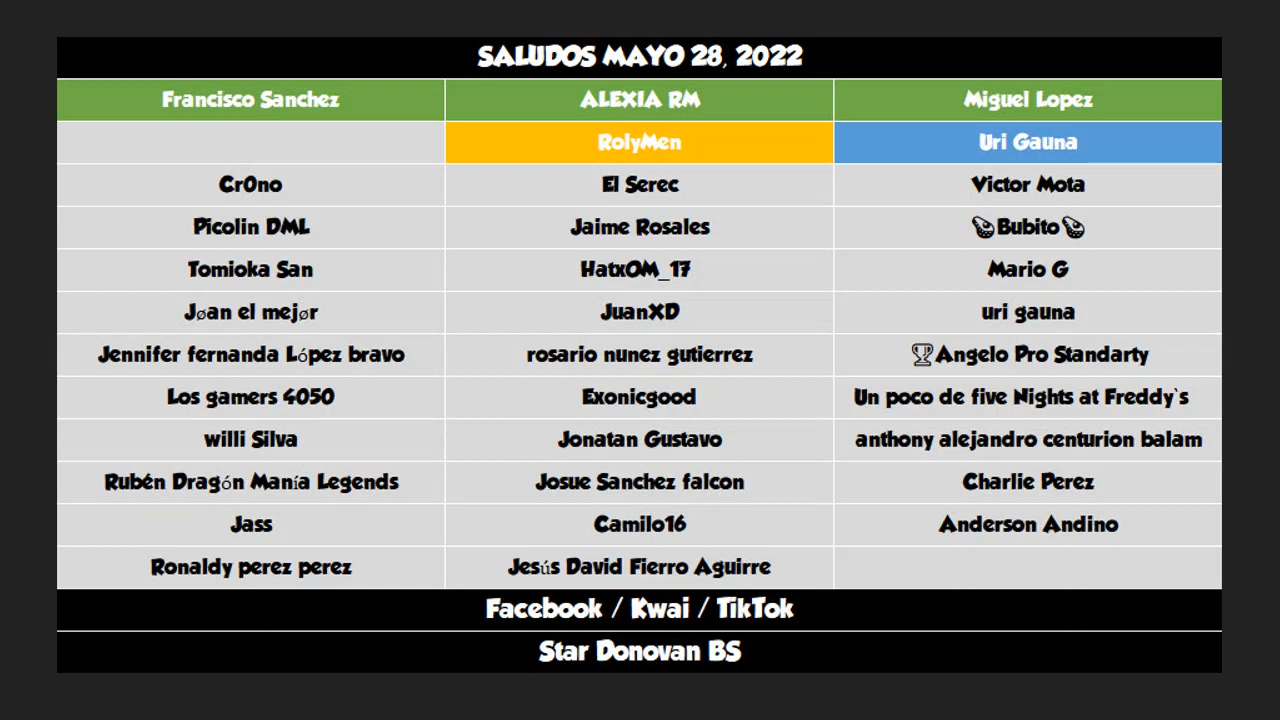 SALUDOS MAYO 28, 2022
Francisco Sanchez ALEXIA RM Miguel Lopez
RolyMen Uri Gauna
Cr0no El Serec Victor Mota
Picolin DML Jaime Rosales Bubito
Tomioka San HatxOM_17 Mario G
Jøan el mejør JuanXD uri gauna
Jennifer fernanda López bravo rosario nunez gutierrez 🏆Angelo Pro Standarty
Los gamers 4050 Exonicgood Un poco de five Nights at Freddy`s
willi Silva Jonatan Gustavo anthony alejandro centurion balam
Rubén Dragón Manía Legends Josue Sanchez falcon Charlie Perez
Jass Camilo16 Anderson Andino
Ronaldy perez perez Jesús David Fierro Aguirre
Facebook / Kwai / TikTok
Star Donovan BS